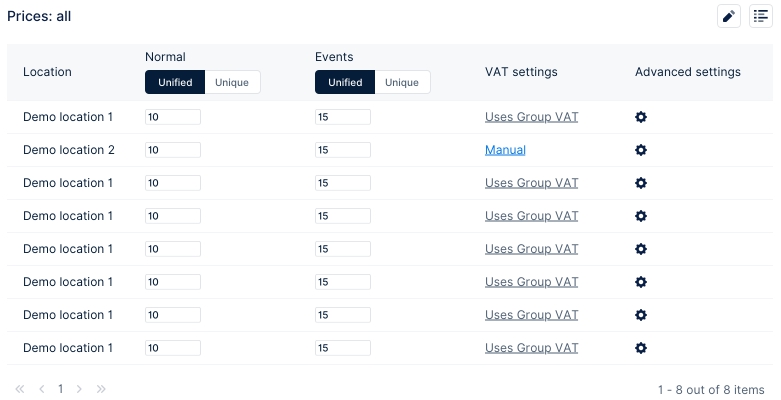 Prices: all
Location Normal Events VAT settings Advanced settings
Unified Unique Unified Unique
Demo location 1 10 15 Uses Group VAT
Demo location 2 10 15 Manual
Demo location 1 10 15 Uses Group VAT
Demo location 1 10 15 Uses Group VAT
Demo location 1 10 15 Uses Group VAT
Demo location 1 10 15 Uses Group VAT
Demo location 1 10 15 Uses Group VAT
Demo location 1 10 15 Uses Group VAT
1 1 - 8 out of 8 items